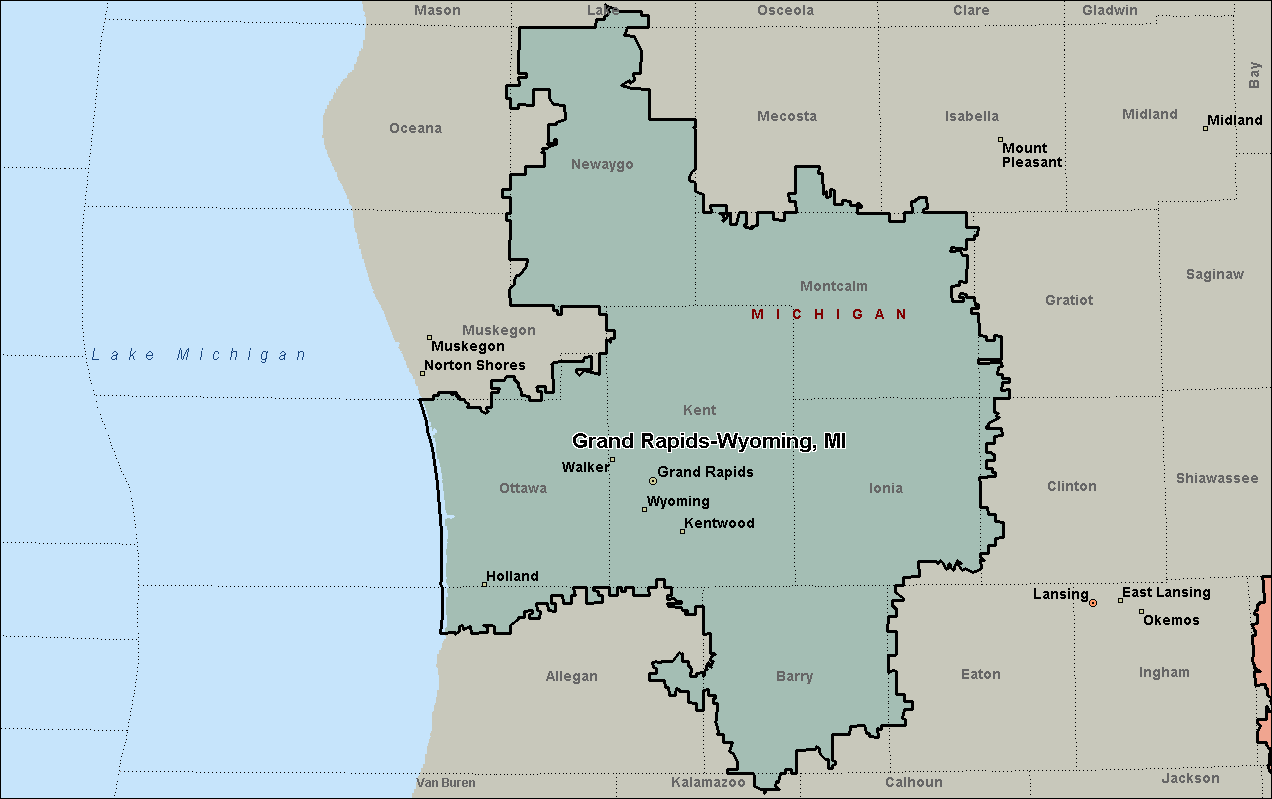 Mason
Lake
Osceola
Clare
Gladwin
Bay
Oceana
Mecosta
Isabella
Midland
Midland
Mount
Pleasant
Newaygo
Saginaw
Montcalm
Gratiot
MICHIGAN
Muskegon
Muskegon
Lake Michigan
Norton Shores
Kent
Grand Rapids-Wyoming, MI
Walker
Grand Rapids
Ottawa
Ionia
Clinton
Shiawassee
Wyoming
Kentwood
Holland
Lansing
East Lansing
Okemos
Allegan
Barry
Eaton
Ingham
Van Buren
Kalamazoo
Calhoun
Jackson